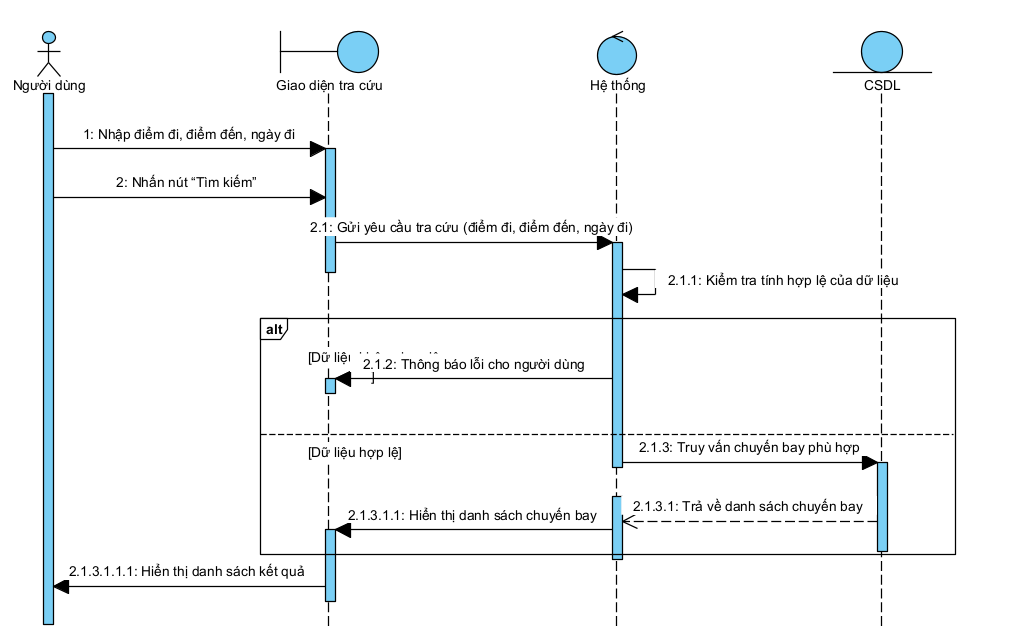 Người dùng
Giao diện tra cứu
Hệ thống
CSDL
1: Nhập điểm đi, điểm đến, ngày đi
2: Nhấn nút “Tìm kiếm”
2.1: Gửi yêu cầu tra cứu (điểm đi, điểm đến, ngày đi)
2.1.1: Kiểm tra tính hợp lệ của dữ liệu
alt
[Dữ liệu ]
2.1.2: Thông báo lỗi cho người dùng
2.1.3: Truy vấn chuyến bay phù hợp
[Dữ liệu hợp lệ]
2.1.3.1: Trả về danh sách chuyến bay
2.1.3.1.1: Hiển thị danh sách chuyến bay
2.1.3.1.1.1: Hiển thị danh sách kết quả